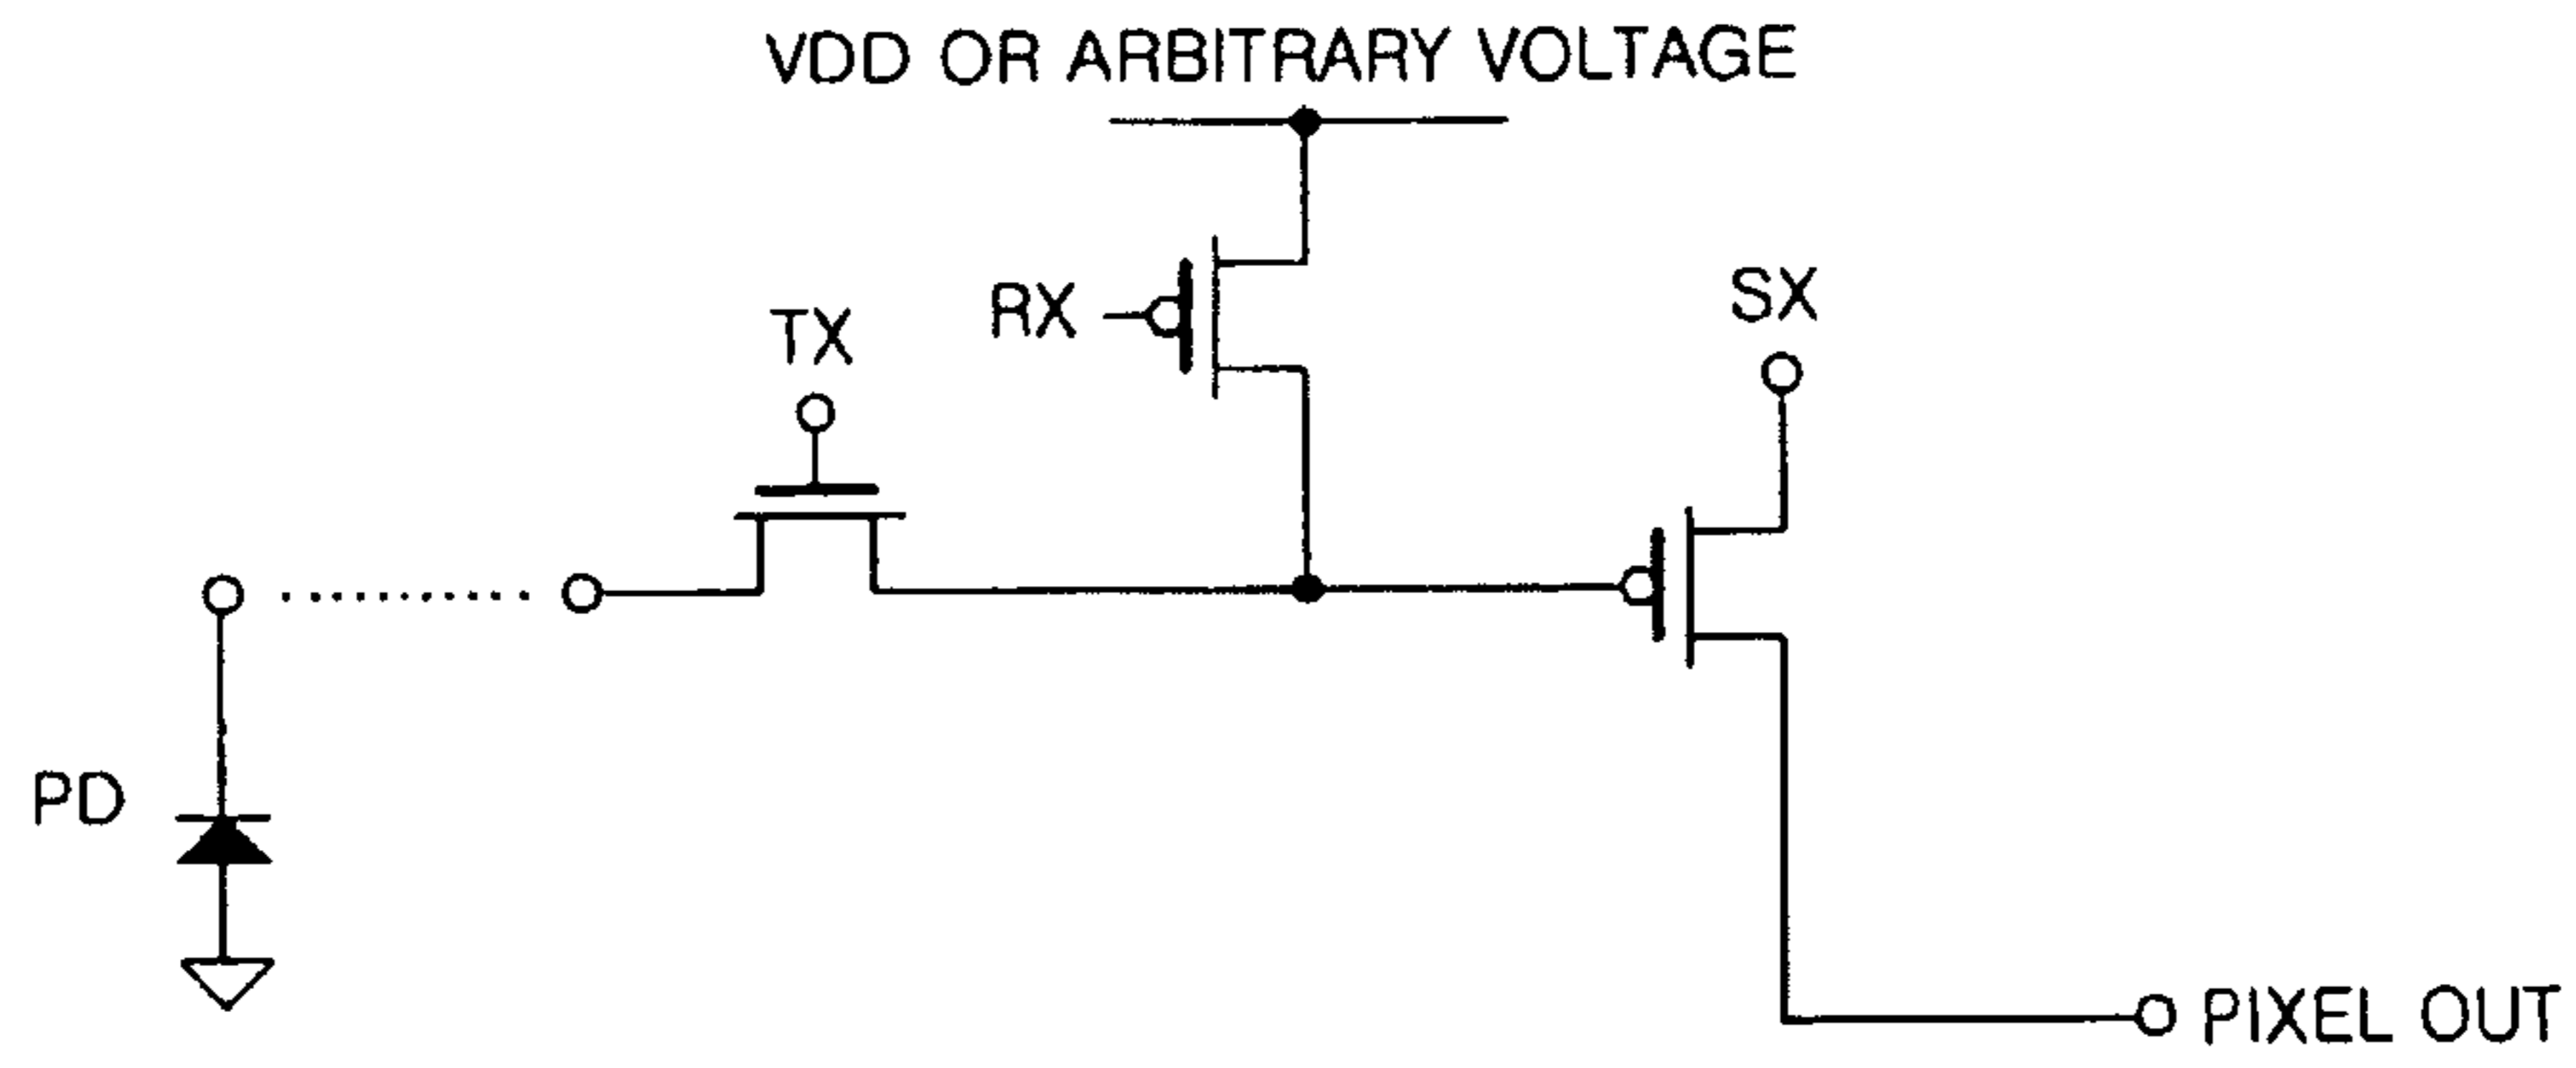 VDD OR ARBITRARY VOLTAGE
RX
SX
TX
PD
PIXEL OUT